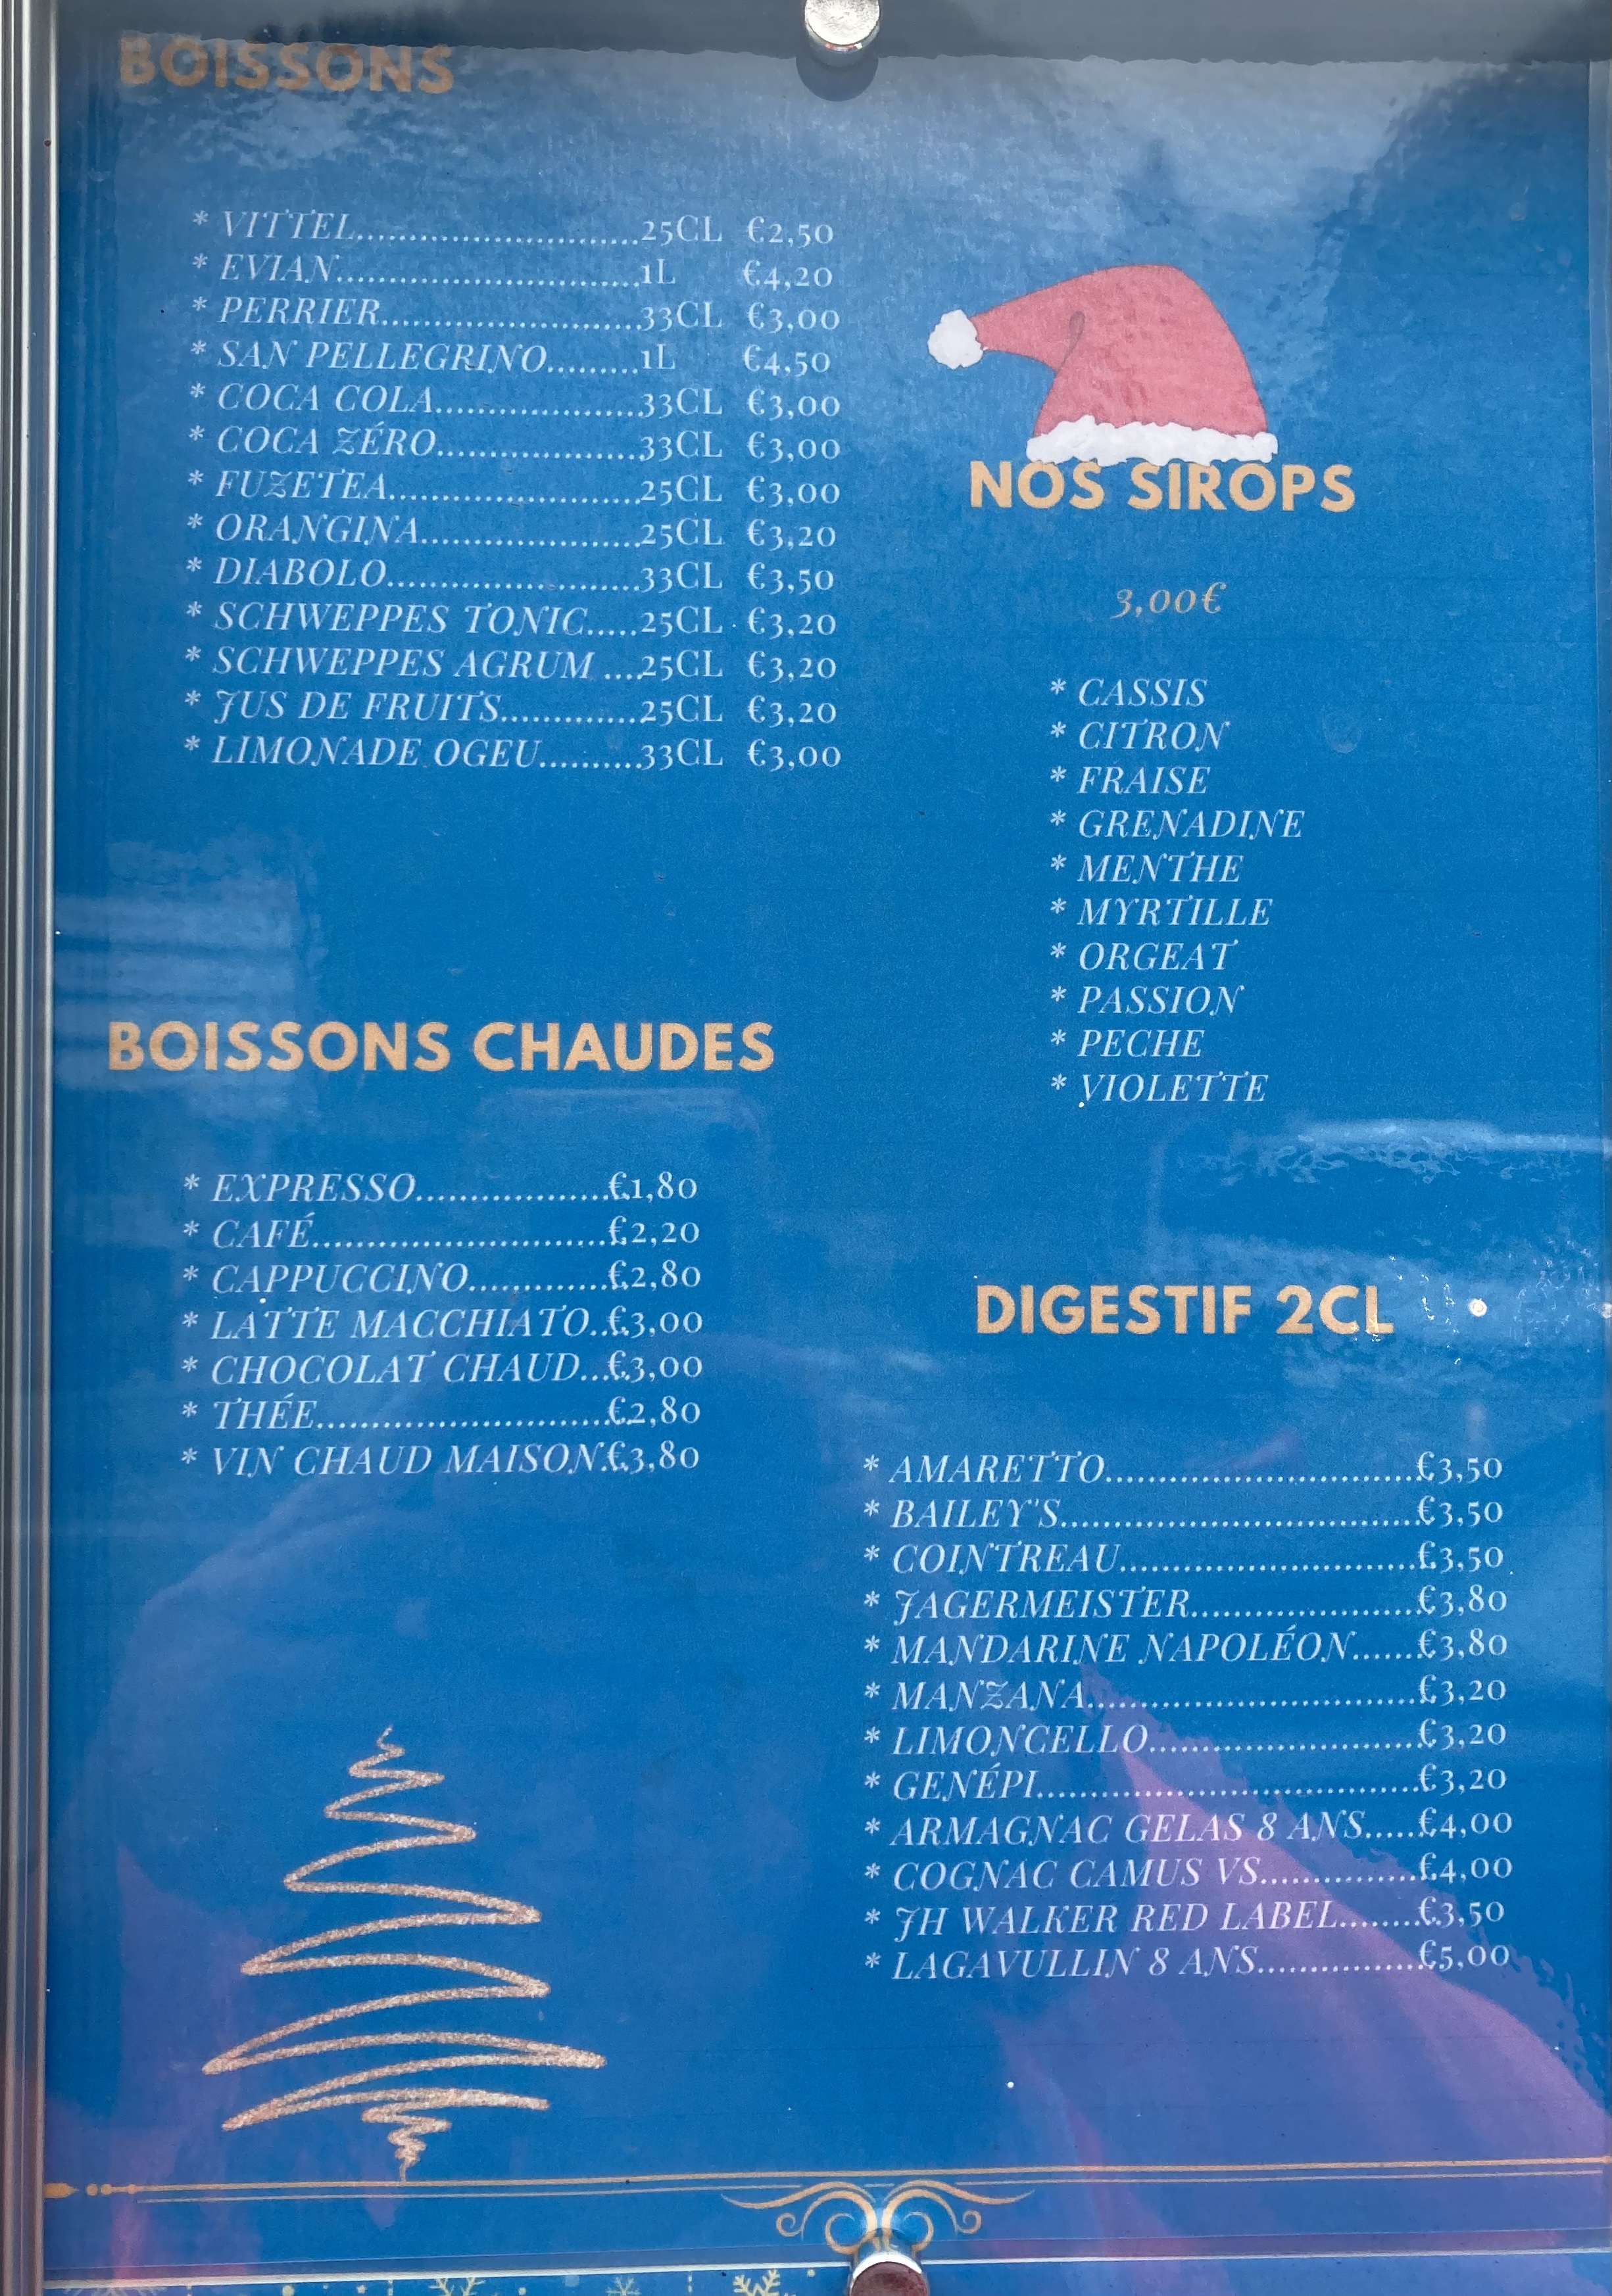 BOISSONS
* VITTEL..........................25CL €2,50
* EVIAN............................1L €4,20
* PERRIER........................33CL €3,00
* SAN PELLEGRINO.........1L €4,50
* COCA COLA...................33CL €3,00
* COCA ZÉRO...................33CL €3,00
* FUZETEA.......................25CL €3,00
* ORANGINA....................25CL €3,20
* DIABOLO.......................33CL €3,50
* SCHWEPPES TONIC.....25CL €3,20
* SCHWEPPES AGRUM ....25CL €3,20
* JUS DE FRUITS.............25CL €3,20
* LIMONADE OGEU..........33CL €3,00
NOS SIROPS
3,00€
* CASSIS
* CITRON
* FRAISE
* GRENADINE
* MENTHE
* MYRTILLE
* ORGEAT
* PASSION
* PECHE
* VIOLETTE
BOISSONS CHAUDES
* EXPRESSO...................€1,80
* CAFÉ............................€2,20
* CAPPUCCINO..............€2,80
* LATTE MACCHIATO...€3,00
* CHOCOLAT CHAUD...€3,00
* THÉE............................€2,80
* VIN CHAUD MAISON.€3,80
DIGESTIF 2CL
* AMARETTO.............................€3,50
* BAILEY'S.................................€3,50
* COINTREAU............................€3,50
* JAGERMEISTER......................€3,80
* MANDARINE NAPOLÉON......€3,80
* MANZANA...............................€3,20
* LIMONCELLO.........................€3,20
* GENÉPI...................................€3,20
* ARMAGNAC GELAS 8 ANS.....€4,00
* COGNAC CAMUS VS...............€4,00
* JH WALKER RED LABEL........€3,50
* LAGAVULLIN 8 ANS................€5,00